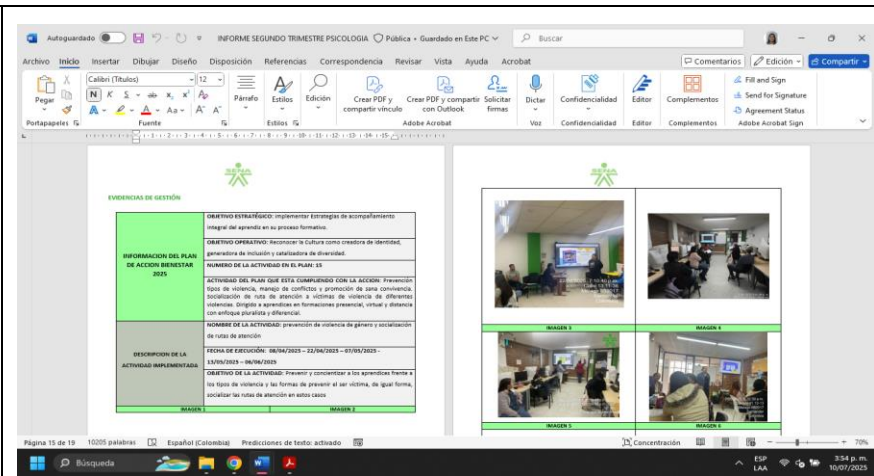 Autoguardado
INFORME SEGUNDO TRIMESTRE PSICOLOGIA
Pública • Guardado en Este PC
Buscar
Archivo Inicio Insertar Dibujar Diseño Disposición Referencias Correspondencia Revisar Vista Ayuda Acrobat
Comentarios Edición Compartir
Calibri (Títulos) 12
Pegar
N K S ab x, x²
Aa A A
Párrafo Estilos Edición
Crear PDF y compartir vínculo
Crear PDF y compartir con Outlook
Solicitar firmas
Dictar Confidencialidad Editor Complementos
Fill and Sign
Send for Signature
Agreement Status
Portapapeles Fuente Estilos Adobe Acrobat Voz Confidencialidad Editor Complementos Adobe Acrobat Sign
SENA
EVIDENCIAS DE GESTIÓN
INFORMACION DEL PLAN
DE ACCION BIENESTAR
2025
OBJETIVO ESTRATÉGICO: implementar Estrategias de acompañamiento
integral del aprendiz en su proceso formativo.
OBJETIVO OPERATIVO: Reconocer la Cultura como creadora de identidad,
generadora de inclusión y catalizadora de diversidad.
NUMERO DE LA ACTIVIDAD EN EL PLAN: 15
ACTIVIDAD DEL PLAN QUE ESTA CUMPLIENDO CON LA ACCION: Prevención
tipos de violencia, manejo de conflictos y promoción de sana convivencia.
Socialización de ruta de atención a víctimas de violencia de diferentes
violencias. Dirigido a aprendices en formaciones presencial, virtual y distancia
con enfoque pluralista y diferencial.
DESCRIPCION DE LA
ACTIVIDAD IMPLEMENTADA
NOMBRE DE LA ACTIVIDAD: prevención de violencia de género y socialización
de rutas de atención
FECHA DE EJECUCIÓN: 08/04/2025 – 22/04/2025 – 07/05/2025 -
13/05/2025 – 06/06/2025
OBJETIVO DE LA ACTIVIDAD: Prevenir y concientizar a los aprendices frente a
los tipos de violencia y las formas de prevenir el ser víctima, de igual forma,
socializar las rutas de atención en estos casos
IMAGEN 1 IMAGEN 2
SENA
IMAGEN 3 IMAGEN 4
IMAGEN 5 IMAGEN 6
Página 15 de 19 10205 palabras Español (Colombia) Predicciones de texto: activado
Concentración 70%
Búsqueda
ESP
LAA
3:54 p. m.
10/07/2025